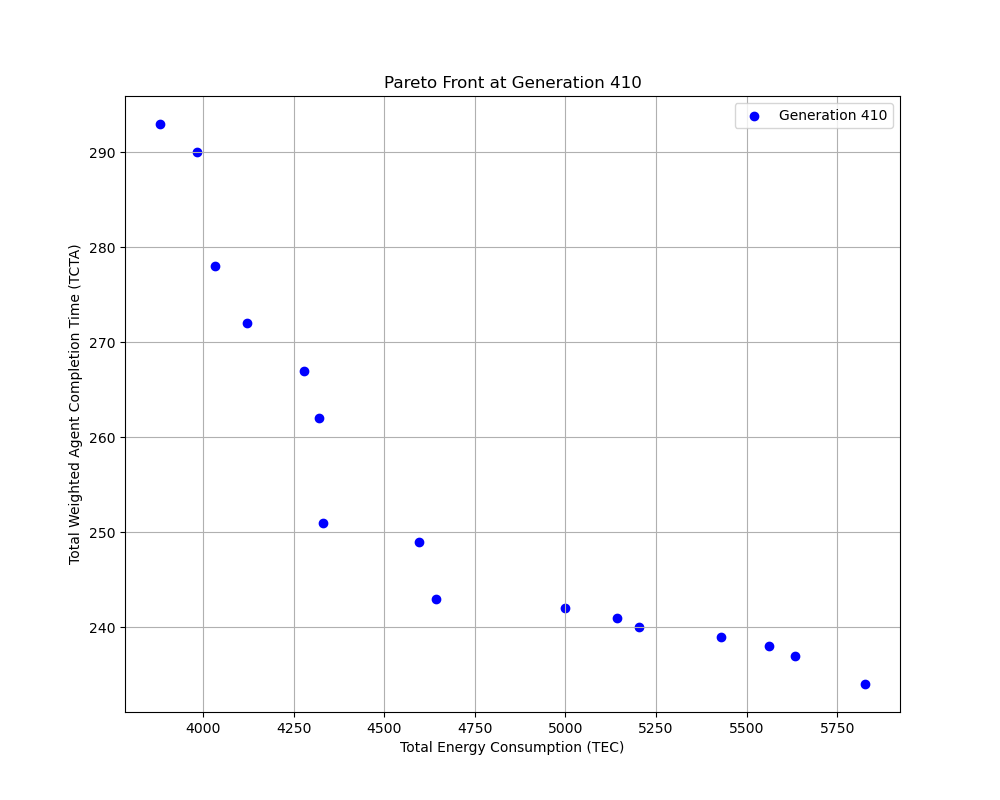 Pareto Front at Generation 410
Generation 410
290
280
270
260
250
240
Total Weighted Agent Completion Time (TCTA)
4000 4250 4500 4750 5000 5250 5500 5750
Total Energy Consumption (TEC)